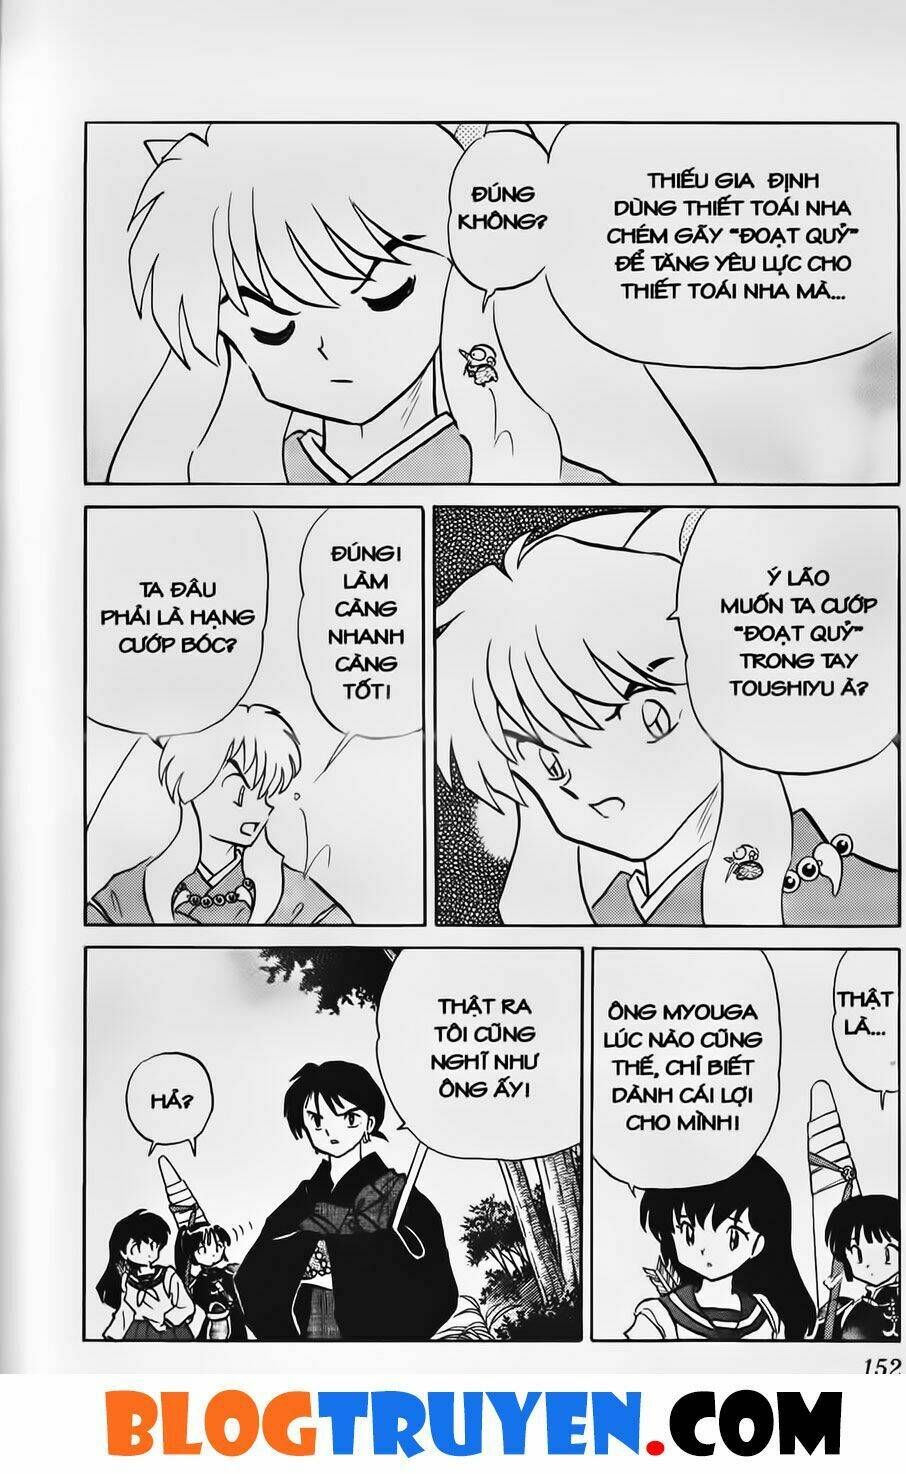 THIẾU GIA ĐỊNH
DÙNG THIẾT TOÁI NHA
CHÉM GÃY "ĐOẠT QUỶ"
ĐỂ TĂNG YÊU LỰC CHO
THIẾT TOÁI NHA MÀ...
ĐÚNG
KHÔNG?
Ý LÃO
MUỐN TA CƯỚP
"ĐOẠT QUỶ"
TRONG TAY
TOUSHIYU À?
ĐÚNG!
LÀM
CÀNG
NHANH
CÀNG
TỐT!
TA ĐÂU
PHẢI LÀ HẠNG
CƯỚP BÓC?
THẬT
LÀ...
ÔNG MYOUGA
LÚC NÀO CŨNG
THẾ, CHỈ BIẾT
DÀNH CÁI LỢI
CHO MÌNH!
THẬT RA
TÔI CŨNG
NGHĨ NHƯ
ÔNG ẤY!
HẢ?
152
BLOGTRUYEN.COM